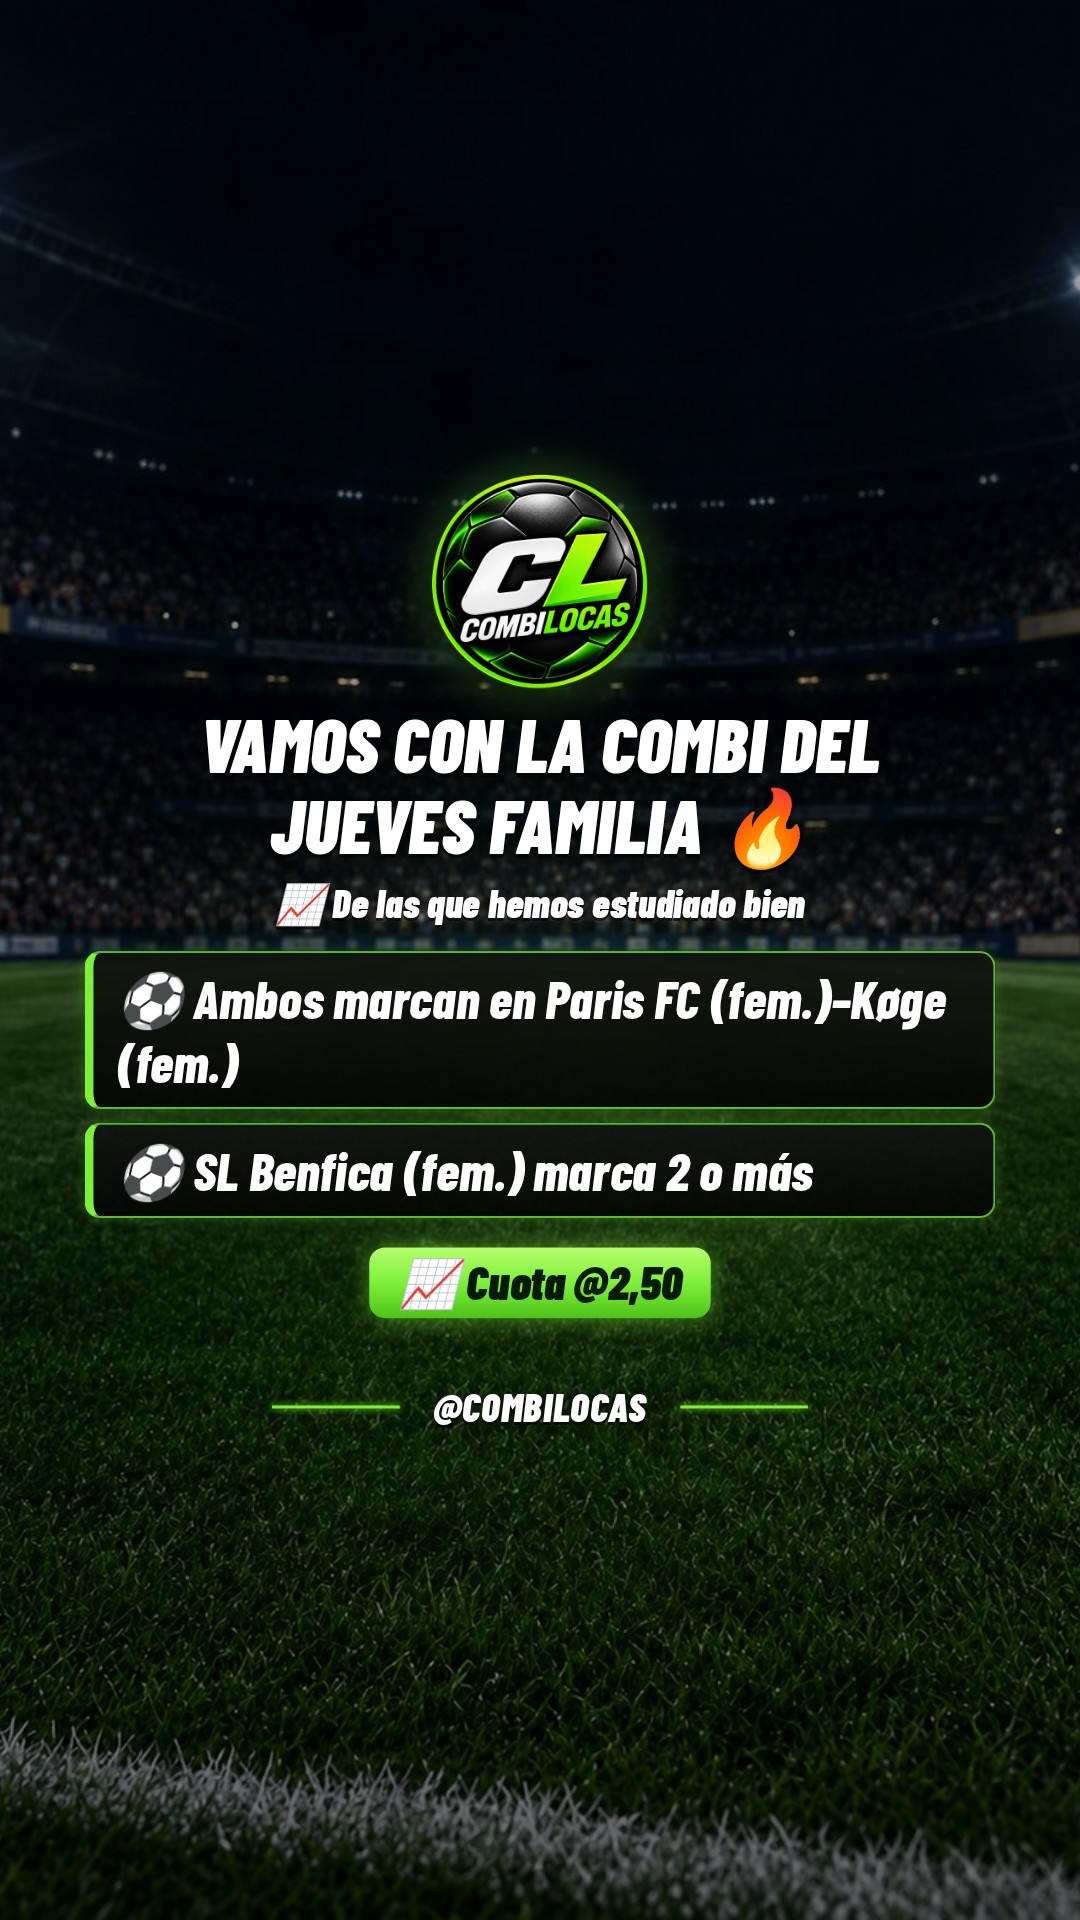 CL
COMBILOCAS
VAMOS CON LA COMBI DEL
JUEVES FAMILIA 🔥
📈 De las que hemos estudiado bien
⚽ Ambos marcan en Paris FC (fem.)–Køge
(fem.)
⚽ SL Benfica (fem.) marca 2 o más
📈 Cuota @2,50
@COMBILOCAS